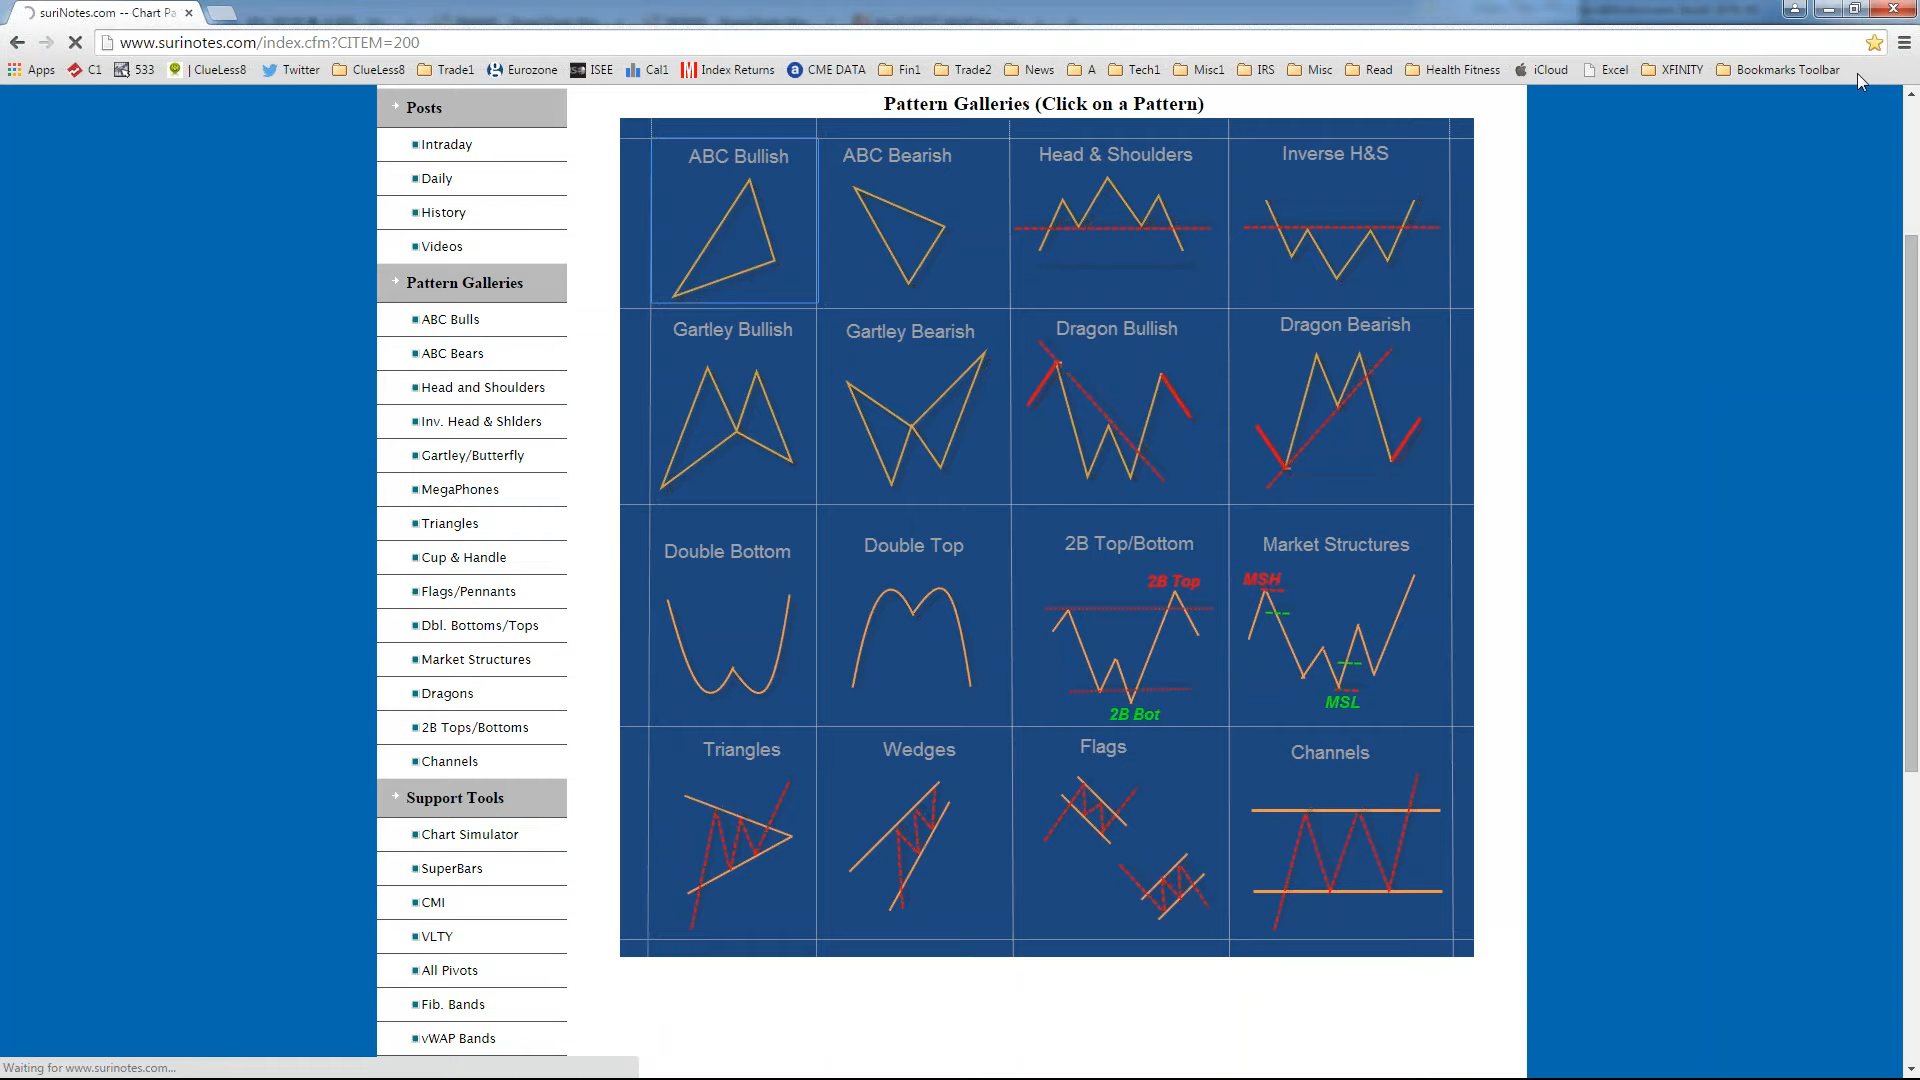 suriNotes.com -- Chart Pa
www.surinotes.com/index.cfm?CITEM=200
Apps C1 533 | ClueLess8 Twitter ClueLess8 Trade1 Eurozone ISEE Cal1 Index Returns CME DATA Fin1 Trade2 News A Tech1 Misc1 IRS Misc Read Health Fitness iCloud Excel XFINITY Bookmarks Toolbar
Posts
Intraday
Daily
History
Videos
Pattern Galleries
ABC Bulls
ABC Bears
Head and Shoulders
Inv. Head & Shlders
Gartley/Butterfly
MegaPhones
Triangles
Cup & Handle
Flags/Pennants
Dbl. Bottoms/Tops
Market Structures
Dragons
2B Tops/Bottoms
Channels
Support Tools
Chart Simulator
SuperBars
CMI
VLTY
All Pivots
Fib. Bands
vWAP Bands
Pattern Galleries (Click on a Pattern)
ABC Bullish ABC Bearish Head & Shoulders Inverse H&S
Gartley Bullish Gartley Bearish Dragon Bullish Dragon Bearish
Double Bottom Double Top 2B Top/Bottom Market Structures
2B Top MSH
2B Bot MSL
Triangles Wedges Flags Channels
Waiting for www.surinotes.com...